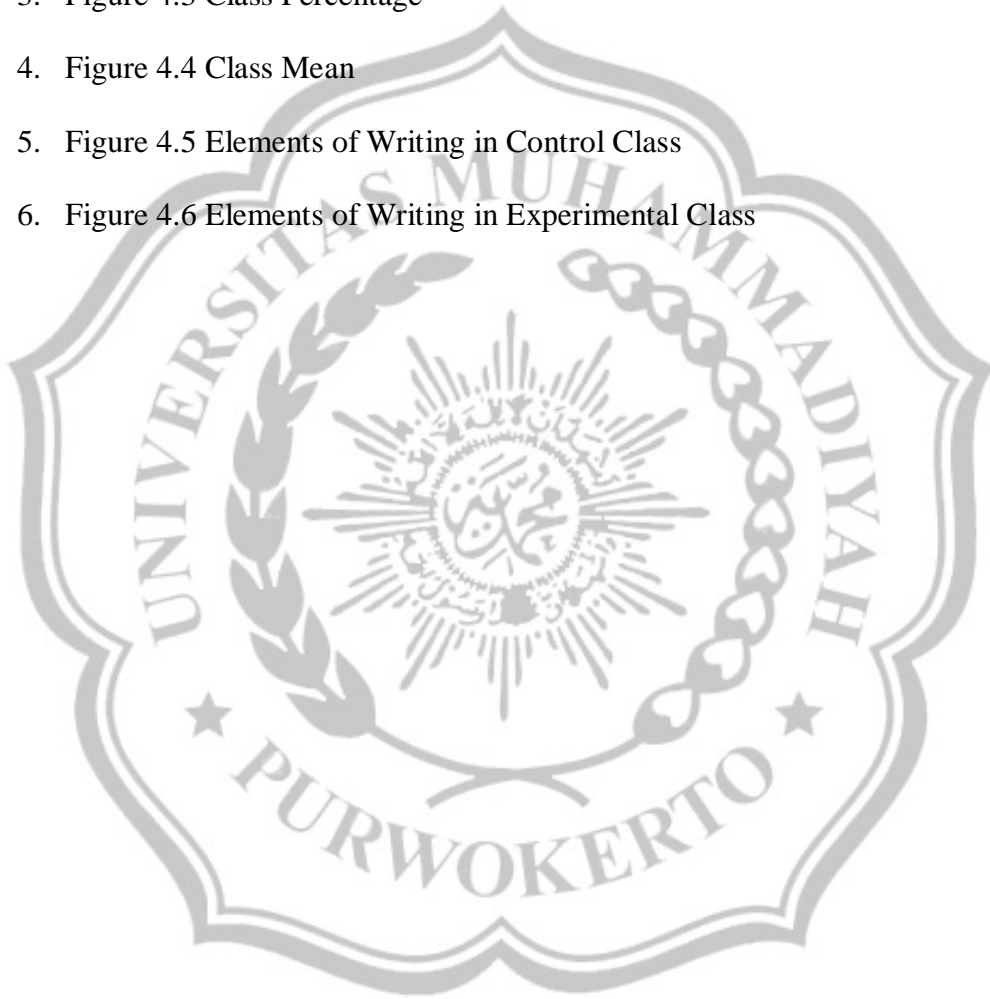 3. Figure 4.3 Class Percentage
4. Figure 4.4 Class Mean
5. Figure 4.5 Elements of Writing in Control Class
6. Figure 4.6 Elements of Writing in Experimental Class
UNIVERSITAS MUHAMMADIYAH
PURWOKERTO